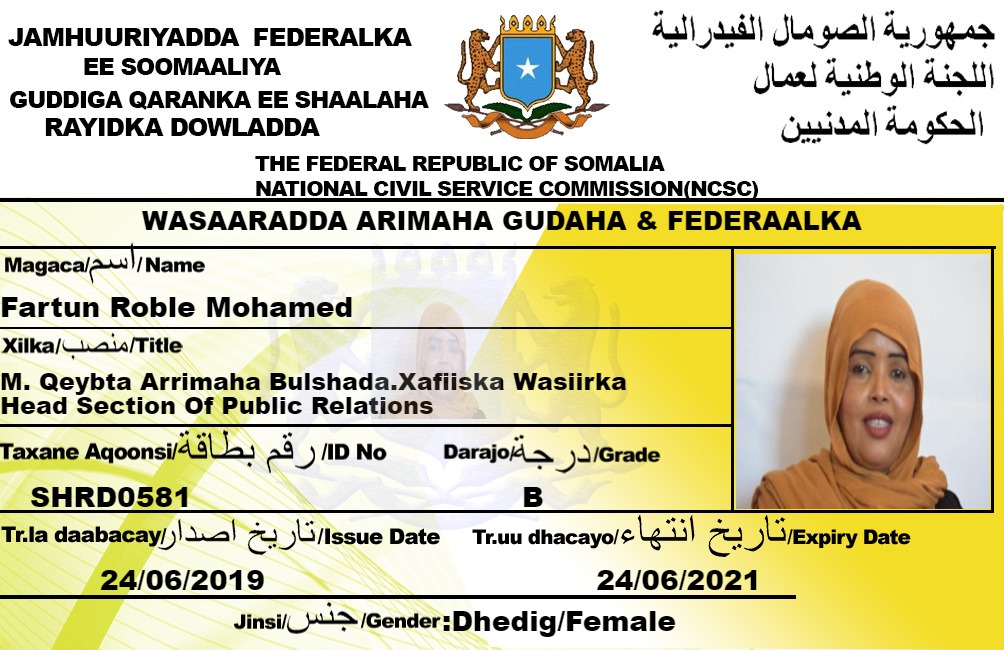 JAMHUURIYADDA FEDERALKA
EE SOOMAALIYA
GUDDIGA QARANKA EE SHAALAHA
RAYIDKA DOWLADDA
جمهورية الصومال الفيدرالية
اللجنة الوطنية لعمال
الحكومة المدنيين
THE FEDERAL REPUBLIC OF SOMALIA
NATIONAL CIVIL SERVICE COMMISSION(NCSC)
WASAARADDA ARIMAHA GUDAHA & FEDERAALKA
Magaca/اسم/Name
Fartun Roble Mohamed
Xilka/منصب/Title
M. Qeybta Arrimaha Bulshada.Xafiiska Wasiirka
Head Section Of Public Relations
Taxane Aqoonsi/رقم بطاقة/ID No
Darajo/درجة/Grade
SHRD0581
B
Tr.la daabacay/تاريخ اصدار/Issue Date
Tr.uu dhacayo/تاريخ انتهاء/Expiry Date
24/06/2019
24/06/2021
Jinsi/جنس/Gender:Dhedig/Female